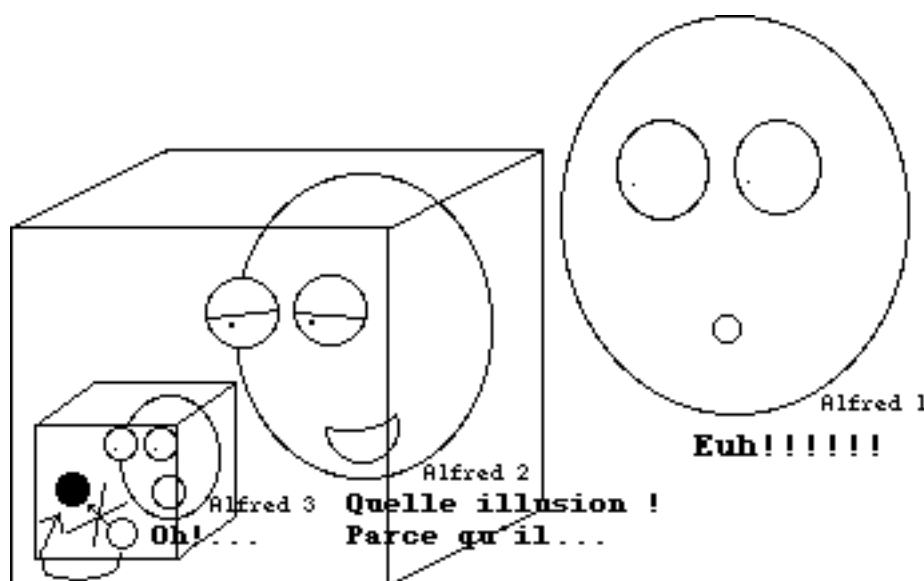 Alfred 1
Euh!!!!!!
Alfred 2
Quelle illusion !
Parce qu'il...
Alfred 3
Oh!...